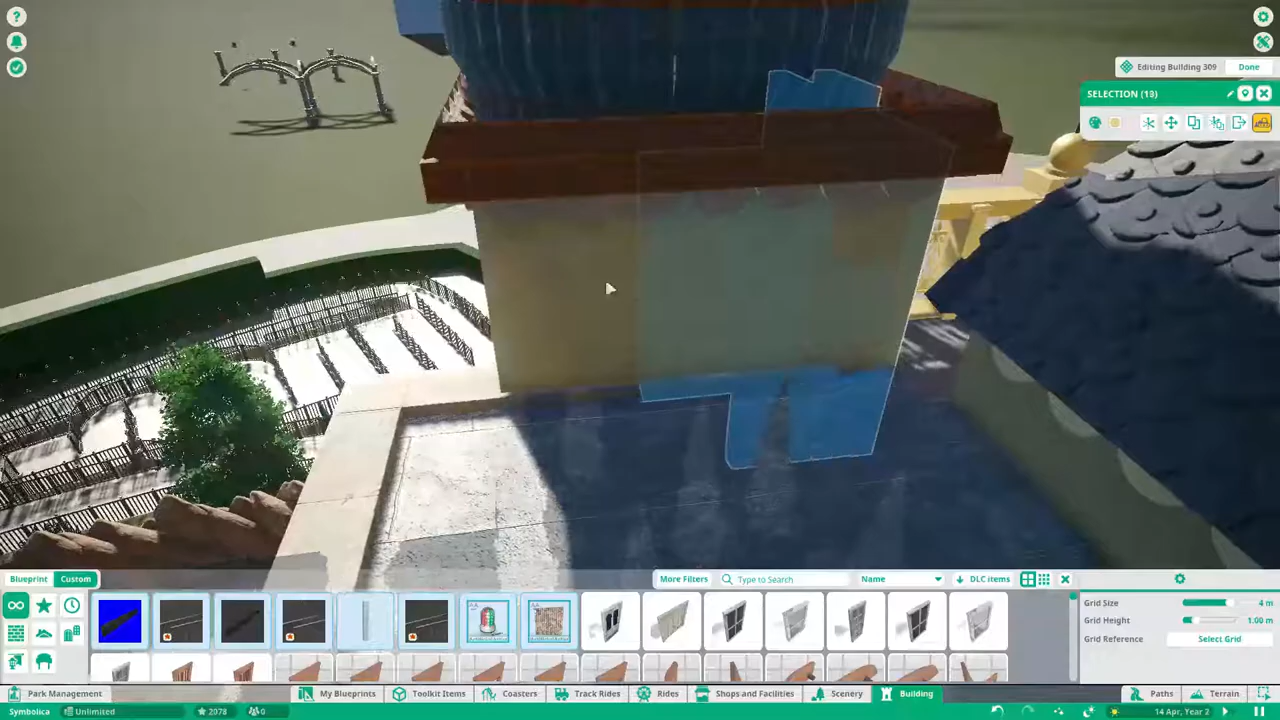 Editing Building 309
Done
SELECTION (13)
Blueprint
Custom
More Filters
Type to Search
Name
DLC items
Grid Size
4 m
Grid Height
1.00 m
Grid Reference
Select Grid
Park Management
My Blueprints
Toolkit Items
Coasters
Track Rides
Rides
Shops and Facilities
Scenery
Building
Paths
Terrain
Symbolica
Unlimited
2078
0
14 Apr, Year 2